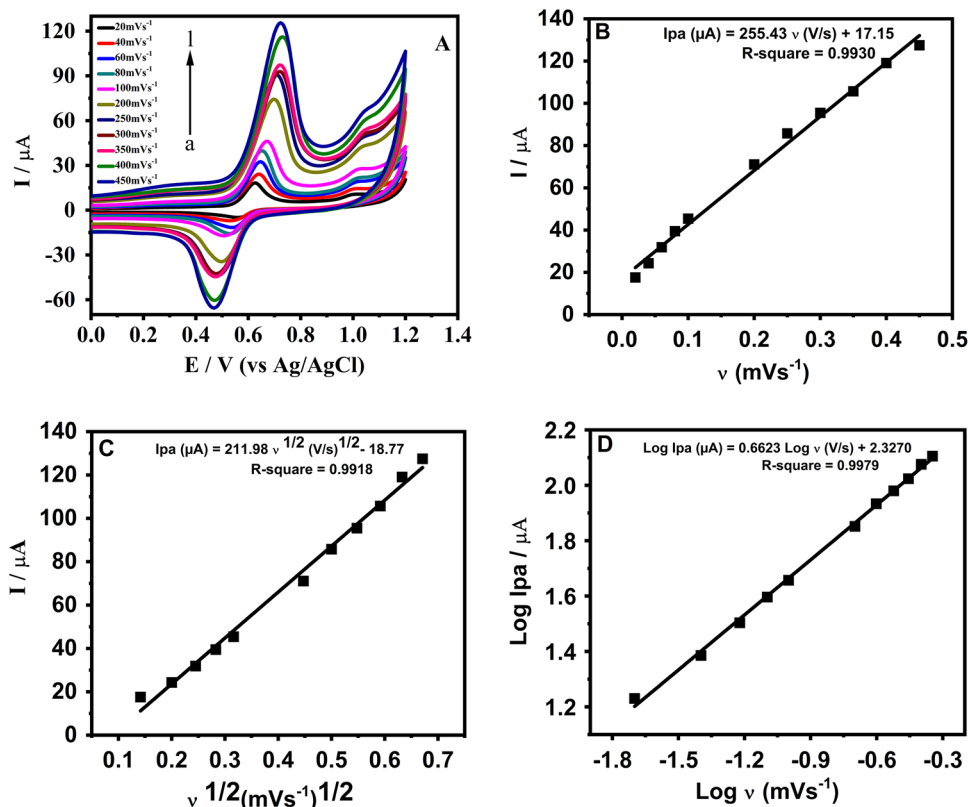 A
20mVs-1
40mVs-1
60mVs-1
80mVs-1
100mVs-1
200mVs-1
250mVs-1
300mVs-1
350mVs-1
400mVs-1
450mVs-1
l
a
I / µA
120
90
60
30
0
-30
-60
0.0 0.2 0.4 0.6 0.8 1.0 1.2 1.4
E / V (vs Ag/AgCl)
B
Ipa (µA) = 255.43 ν (V/s) + 17.15
R-square = 0.9930
I / µA
140
120
100
80
60
40
20
0
0.0 0.1 0.2 0.3 0.4 0.5
ν (mVs-1)
C
Ipa (µA) = 211.98 ν 1/2 (V/s)1/2 - 18.77
R-square = 0.9918
I / µA
140
120
100
80
60
40
20
0
0.1 0.2 0.3 0.4 0.5 0.6 0.7
ν 1/2(mVs-1)1/2
D
Log Ipa (µA) = 0.6623 Log ν (V/s) + 2.3270
R-square = 0.9979
Log Ipa / µA
2.2
2.0
1.8
1.6
1.4
1.2
-1.8 -1.5 -1.2 -0.9 -0.6 -0.3
Log ν (mVs-1)